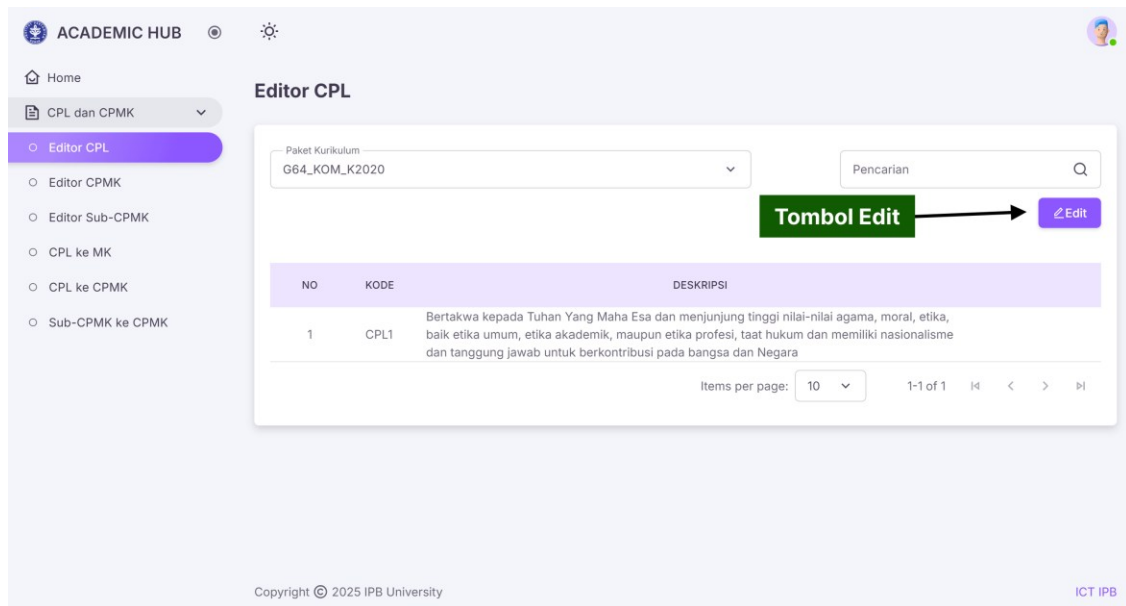 ACADEMIC HUB
Home
CPL dan CPMK
Editor CPL
Editor CPMK
Editor Sub-CPMK
CPL ke MK
CPL ke CPMK
Sub-CPMK ke CPMK
Editor CPL
Paket Kurikulum
G64_KOM_K2020
Pencarian
Tombol Edit
Edit
NO KODE DESKRIPSI
Bertakwa kepada Tuhan Yang Maha Esa dan menjunjung tinggi nilai-nilai agama, moral, etika,
1 CPL1 baik etika umum, etika akademik, maupun etika profesi, taat hukum dan memiliki nasionalisme
dan tanggung jawab untuk berkontribusi pada bangsa dan Negara
Items per page: 10 1-1 of 1
Copyright © 2025 IPB University
ICT IPB